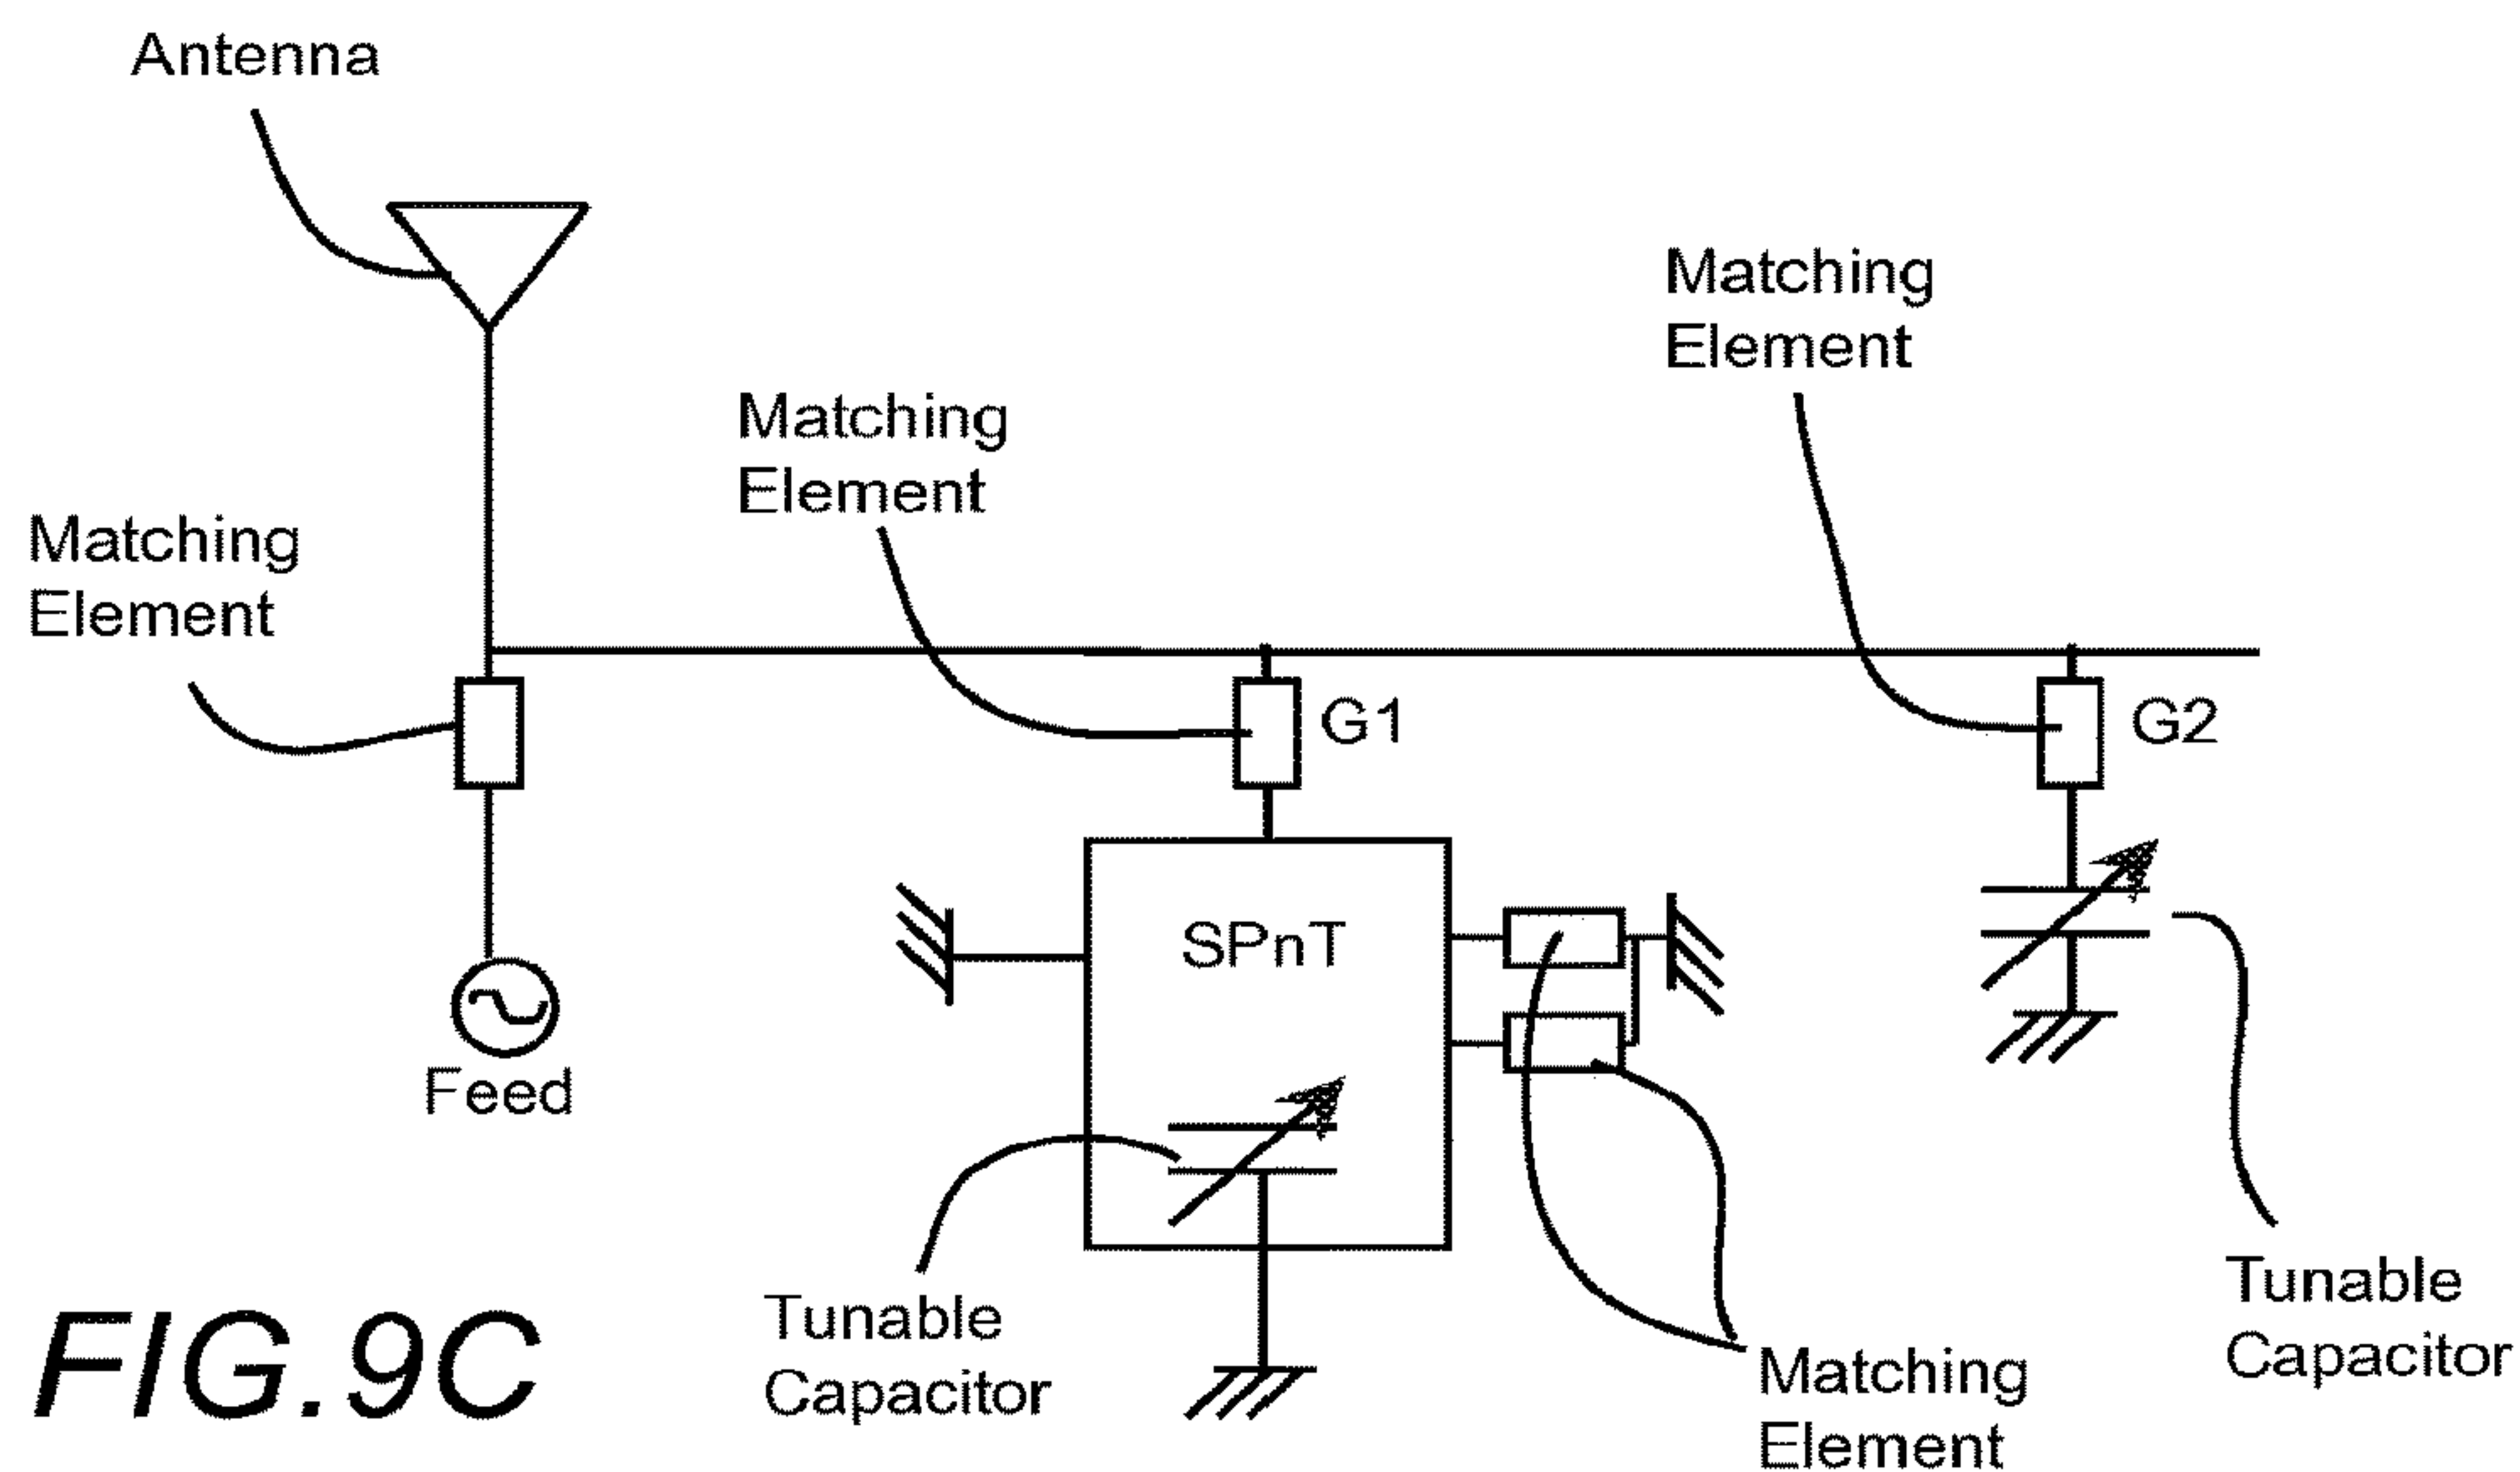 Antenna
Matching
Element
Matching
Element
Matching
Element
G1
G2
SPnT
Feed
Tunable
Capacitor
Tunable
Capacitor
Matching
Element
FIG.9C